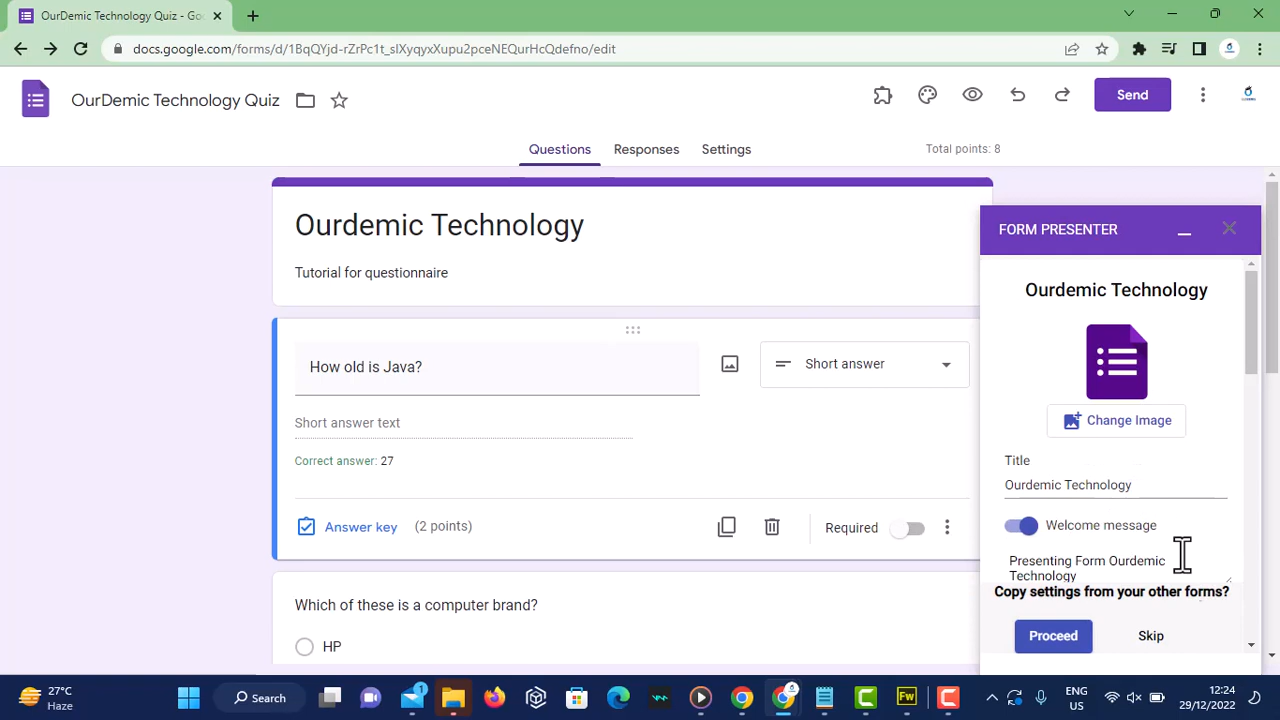 OurDemic Technology Quiz - Goo
docs.google.com/forms/d/1BqQYjd-rZrPc1t_slXyqyxXupu2pceNEQurHcQdefno/edit
OurDemic Technology Quiz
Send
Questions
Responses
Settings
Total points: 8
Ourdemic Technology
Tutorial for questionnaire
How old is Java?
Short answer
Short answer text
Correct answer: 27
Answer key
(2 points)
Required
Which of these is a computer brand?
HP
FORM PRESENTER
Ourdemic Technology
Change Image
Title
Ourdemic Technology
Welcome message
Presenting Form Ourdemic
Technology
Copy settings from your other forms?
Proceed
Skip
27°C
Haze
Search
1
Fw
ENG
US
12:24
29/12/2022